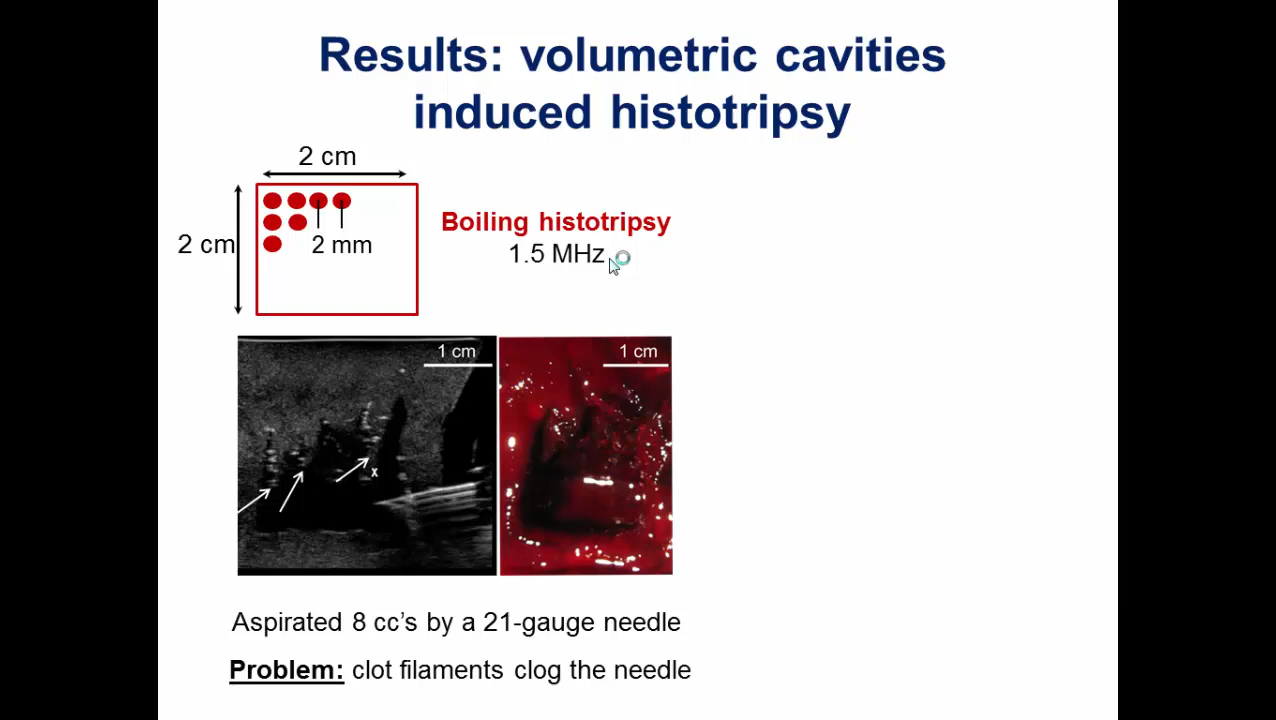 Results: volumetric cavities
induced histotripsy
2 cm
2 cm
2 mm
Boiling histotripsy
1.5 MHz
1 cm
1 cm
x
Aspirated 8 cc's by a 21-gauge needle
Problem: clot filaments clog the needle